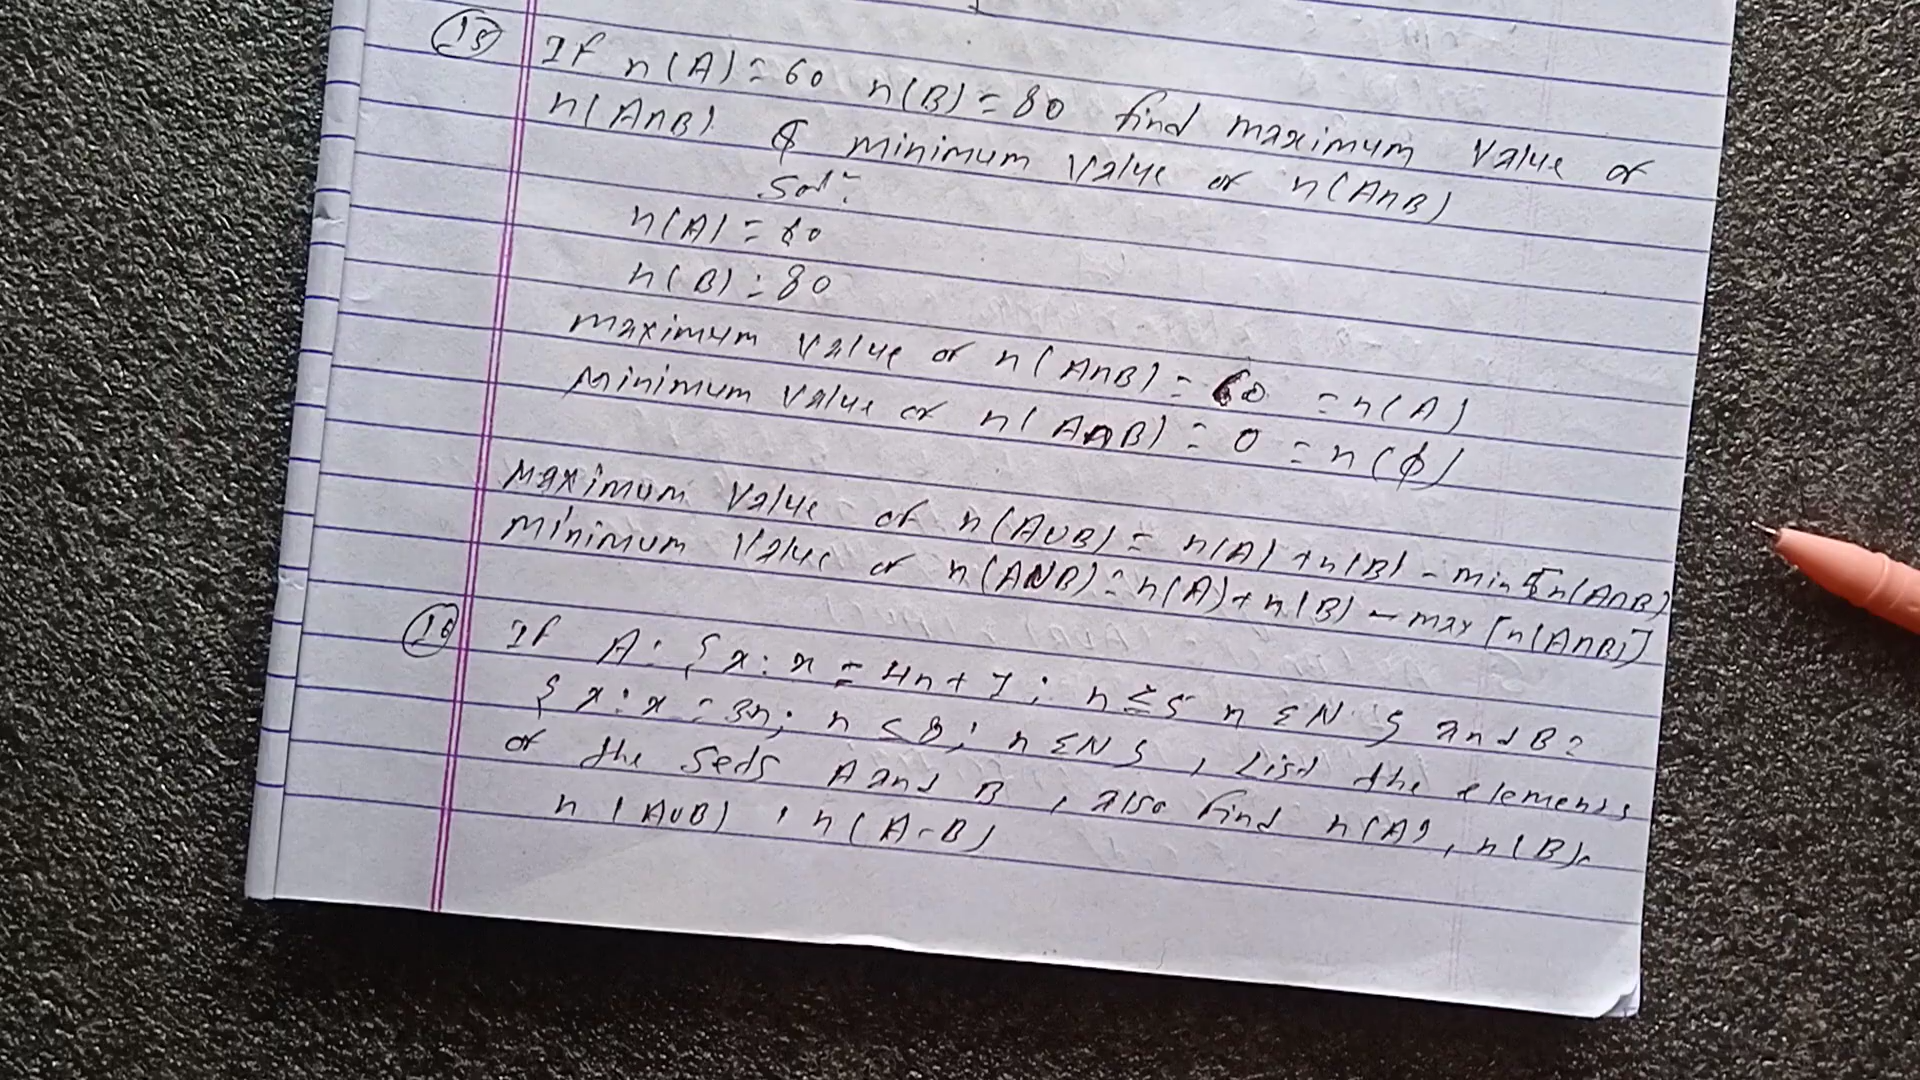 (15) If n(A) = 60 n(B) = 80 find maximum value of
n(A∩B) & minimum value of n(A∩B)
Solⁿ:
n(A) = 60
n(B) = 80
maximum value of n(A∩B) = 60 = n(A)
minimum value of n(A∩B) = 0 = n(ϕ)
Maximum value of n(A∪B) = n(A) + n(B) - min [n(A∩B)
minimum value of n(A∪B) = n(A) + n(B) - max [n(A∩B)]
(16) If A = {x : x = 4n + 1 ; n ≤ 5 n ∈ N } and B =
{ x : x = 3n; n < 8 ; n ∈ N }, List the elements
of the sets A and B, also find n(A), n(B),
n (A∪B), n(A-B)